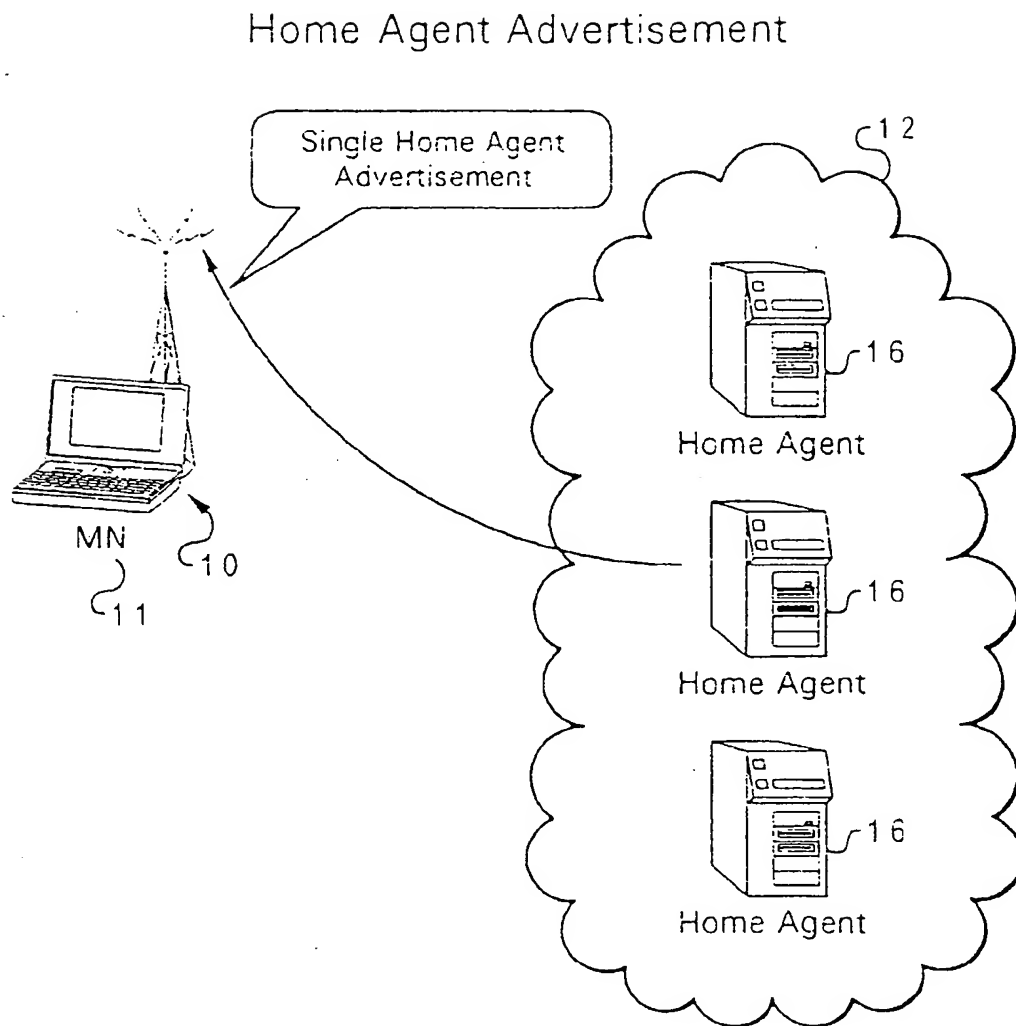 Home Agent Advertisement
Single Home Agent
Advertisement
12
16
Home Agent
MN
10
11
16
Home Agent
16
Home Agent